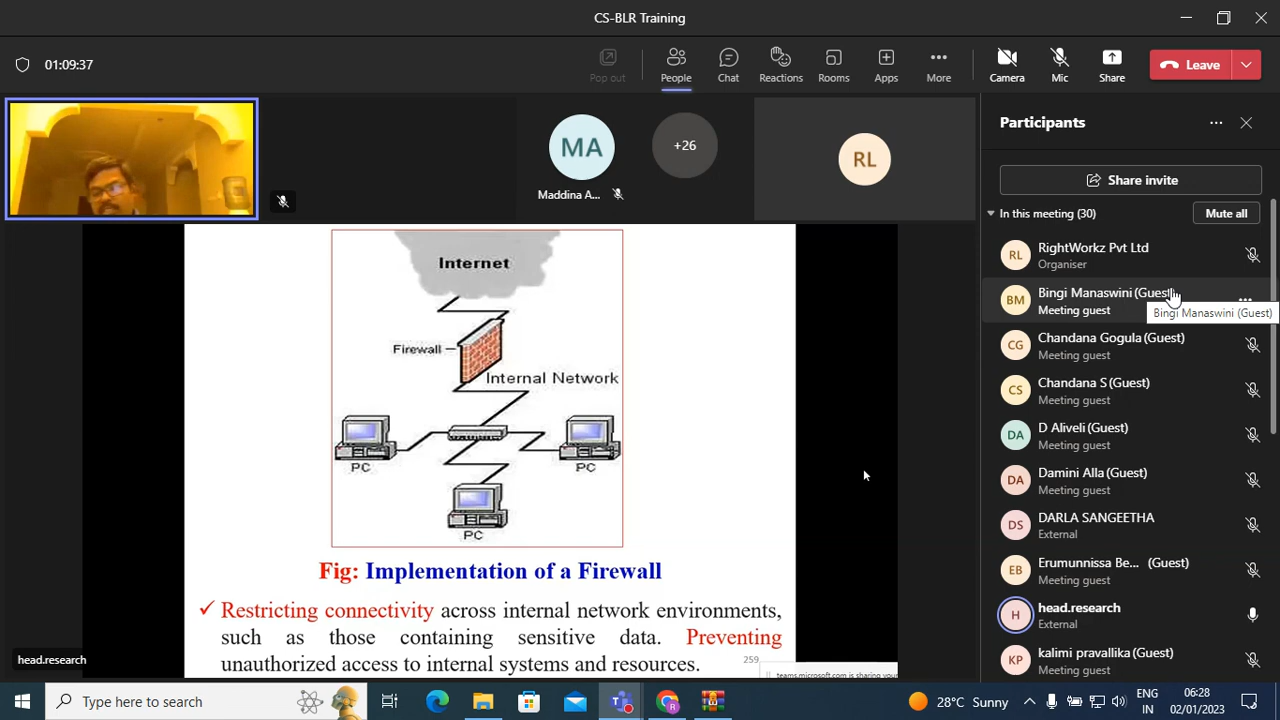 CS-BLR Training
01:09:37
Pop out
People
Chat
Reactions
Rooms
Apps
More
Camera
Mic
Share
Leave
MA
Maddina A...
+26
RL
Participants
Share invite
In this meeting (30)
Mute all
RL
RightWorkz Pvt Ltd
Organiser
BM
Bingi Manaswini (Guest)
Meeting guest
Bingi Manaswini (Guest)
CG
Chandana Gogula (Guest)
Meeting guest
CS
Chandana S (Guest)
Meeting guest
DA
D Aliveli (Guest)
Meeting guest
DA
Damini Alla (Guest)
Meeting guest
DS
DARLA SANGEETHA
External
EB
Erumunnissa Be... (Guest)
Meeting guest
H
head.research
External
KP
kalimi pravallika (Guest)
Meeting guest
Internet
Firewall
Internal Network
PC
PC
PC
Fig: Implementation of a Firewall
✓ Restricting connectivity across internal network environments,
such as those containing sensitive data. Preventing
unauthorized access to internal systems and resources.
259
teams.microsoft.com is sharing your
head.research
Type here to search
28°C Sunny
ENG
IN
06:28
02/01/2023